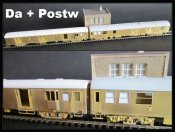 Da + Postw